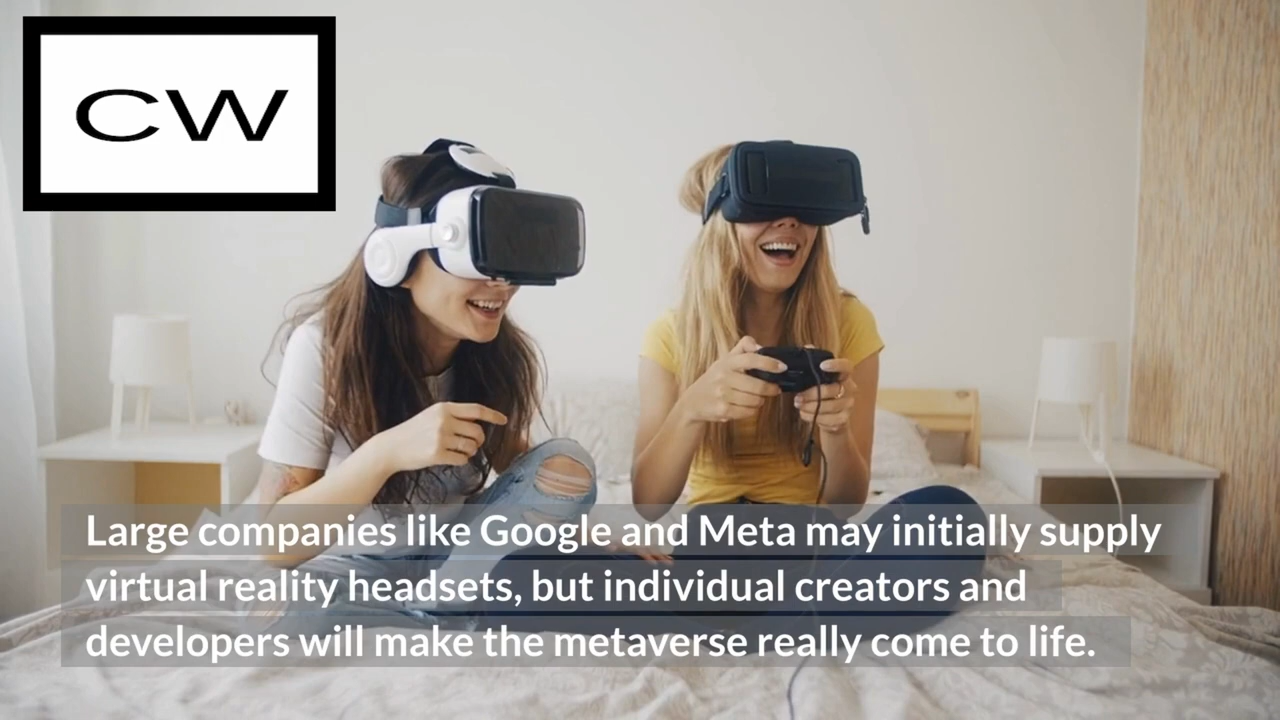 CW
Large companies like Google and Meta may initially supply
virtual reality headsets, but individual creators and
developers will make the metaverse really come to life.